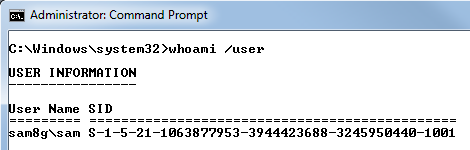 Administrator: Command Prompt
C:\Windows\system32>whoami /user
USER INFORMATION
----------------
User Name SID
========= ==============================================
sam8g\sam S-1-5-21-1063877953-3944423688-3245950440-1001